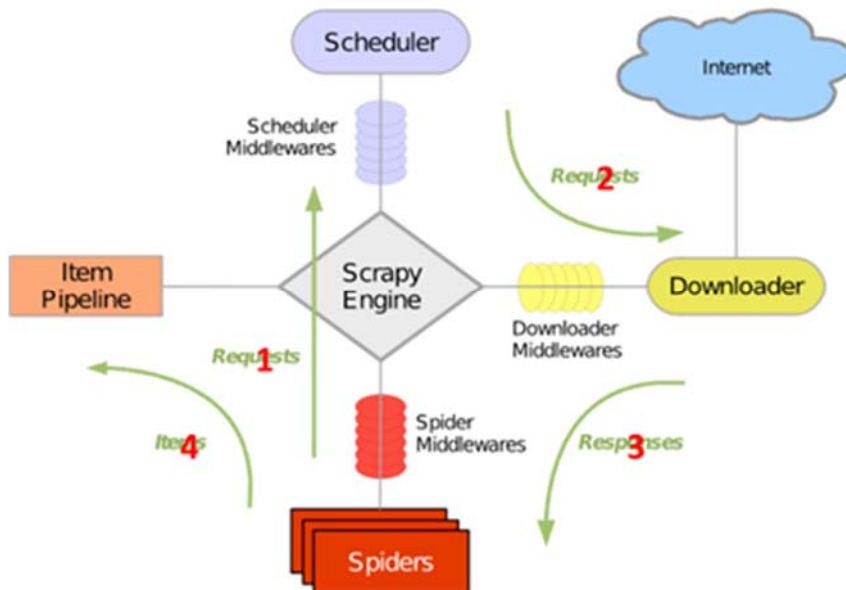 Scheduler
Internet
Scheduler
Middlewares
Requests
2
Item
Pipeline
Scrapy
Engine
Downloader
Downloader
Middlewares
Requests
1
Spider
Middlewares
Items
4
Responses
3
Spiders